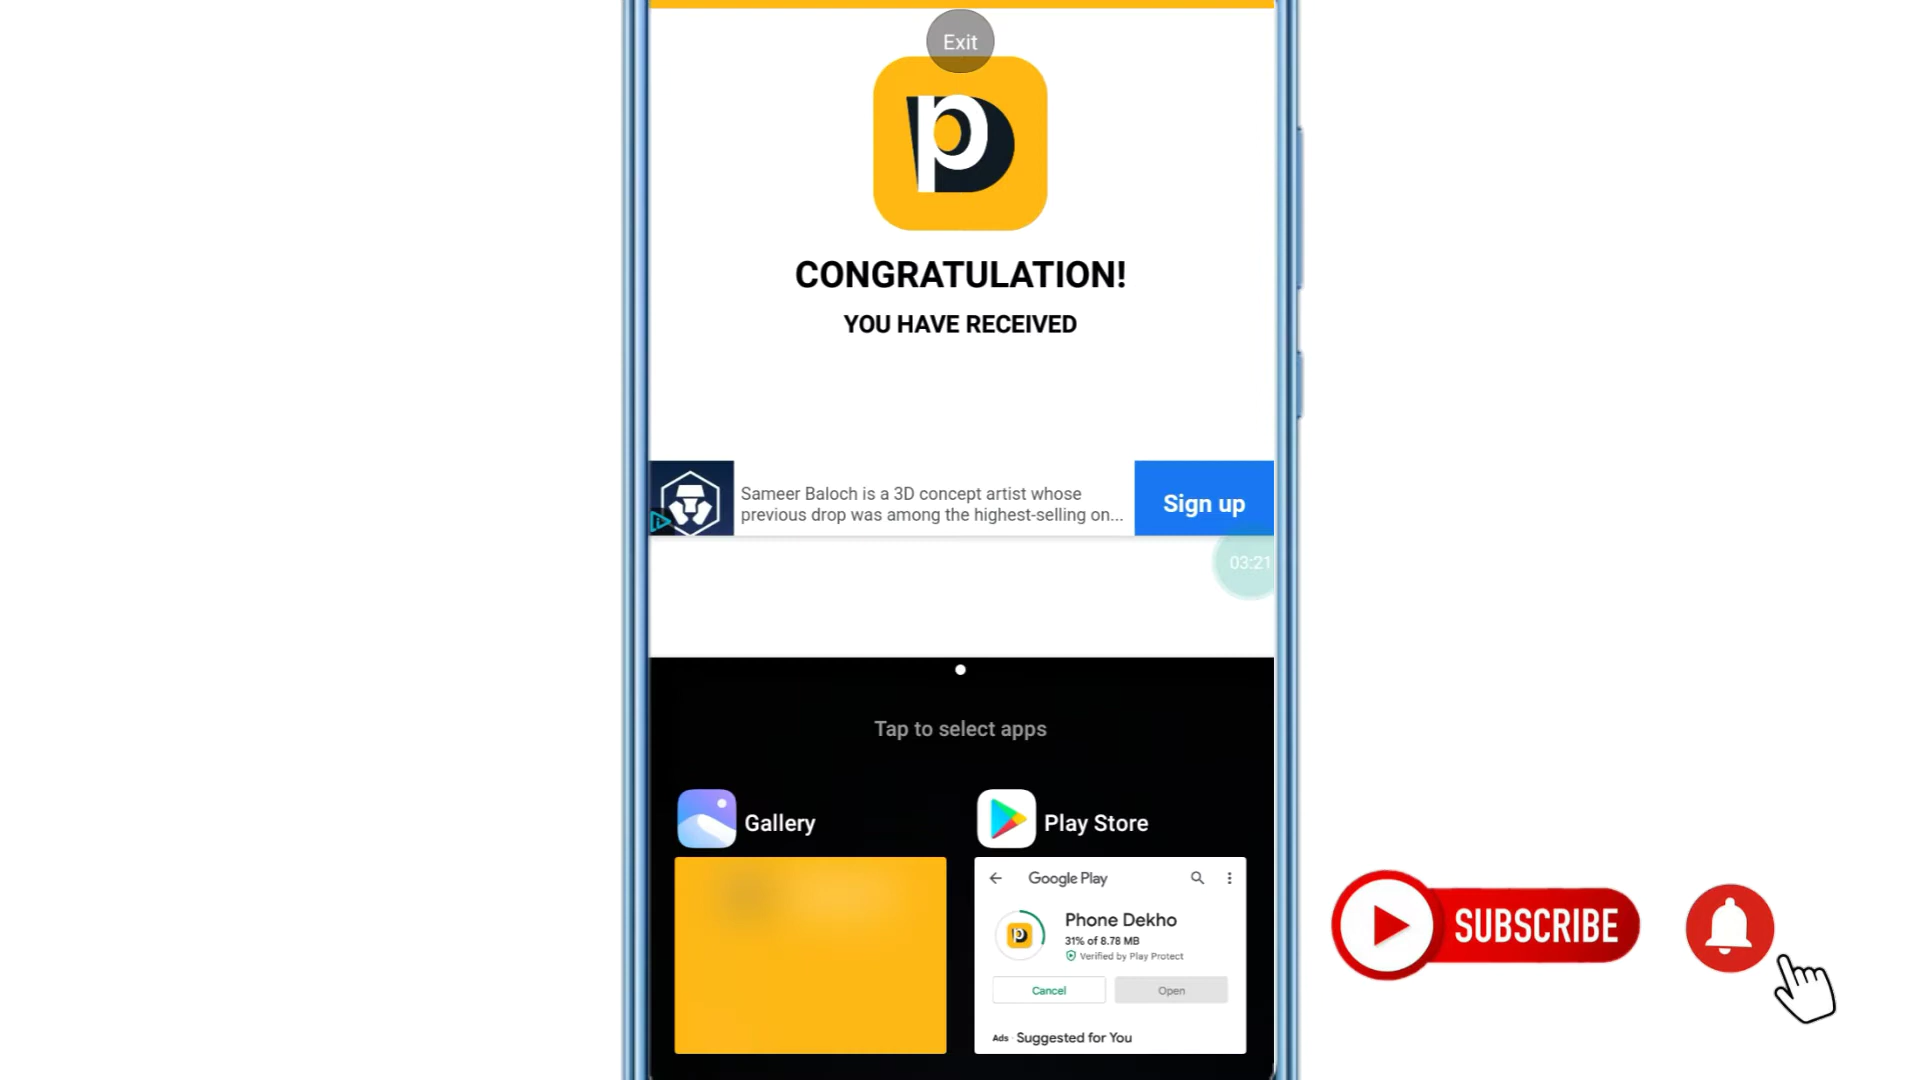 Exit
p
CONGRATULATION!
YOU HAVE RECEIVED
Sameer Baloch is a 3D concept artist whose
previous drop was among the highest-selling on...
Sign up
03:21
Tap to select apps
Gallery
Play Store
Google Play
Phone Dekho
31% of 8.78 MB
Verified by Play Protect
Cancel
Open
Ads · Suggested for You
SUBSCRIBE